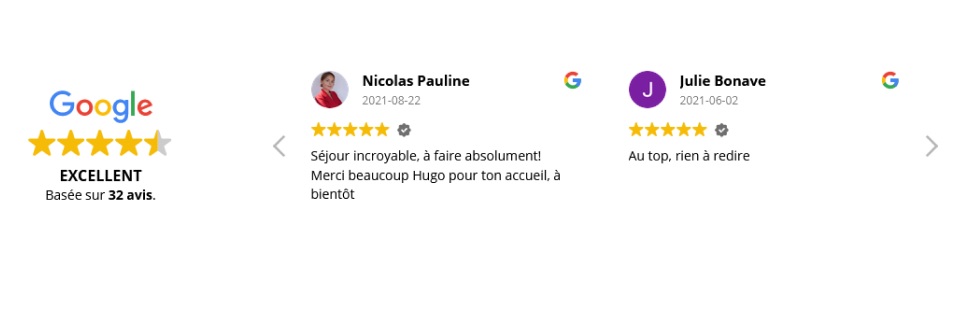 Google
EXCELLENT
Basée sur 32 avis.
Nicolas Pauline
2021-08-22
Séjour incroyable, à faire absolument!
Merci beaucoup Hugo pour ton accueil, à
bientôt
J
Julie Bonave
2021-06-02
Au top, rien à redire